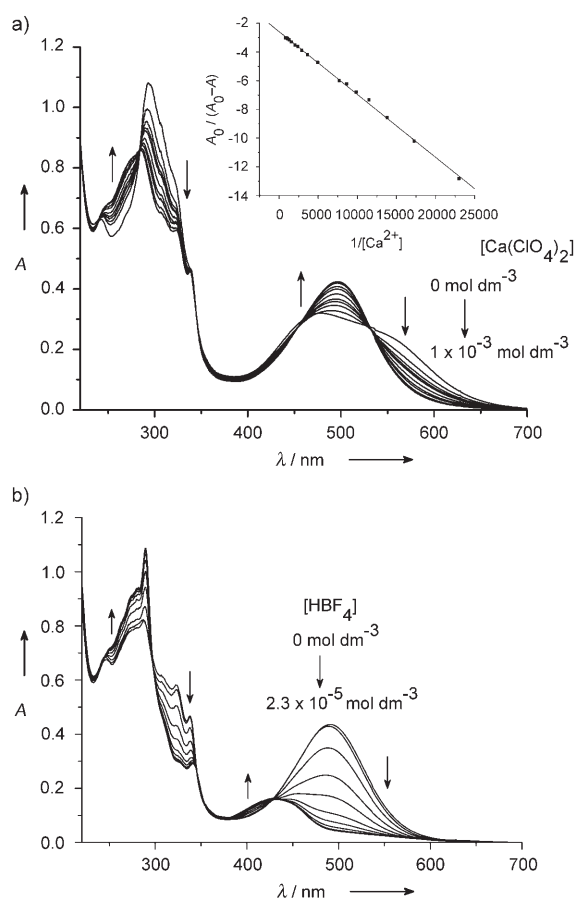 a)
1.2
1.0
0.8
0.6
0.4
0.2
0.0
A
300
400
500
600
700
λ / nm
-2
-4
-6
-8
-10
-12
-14
A₀ / (A₀–A)
0
5000
10000
15000
20000
25000
1/[Ca²⁺]
[Ca(ClO₄)₂]
0 mol dm⁻³
1 x 10⁻³ mol dm⁻³
b)
1.2
1.0
0.8
0.6
0.4
0.2
0.0
A
300
400
500
600
700
λ / nm
[HBF₄]
0 mol dm⁻³
2.3 x 10⁻⁵ mol dm⁻³